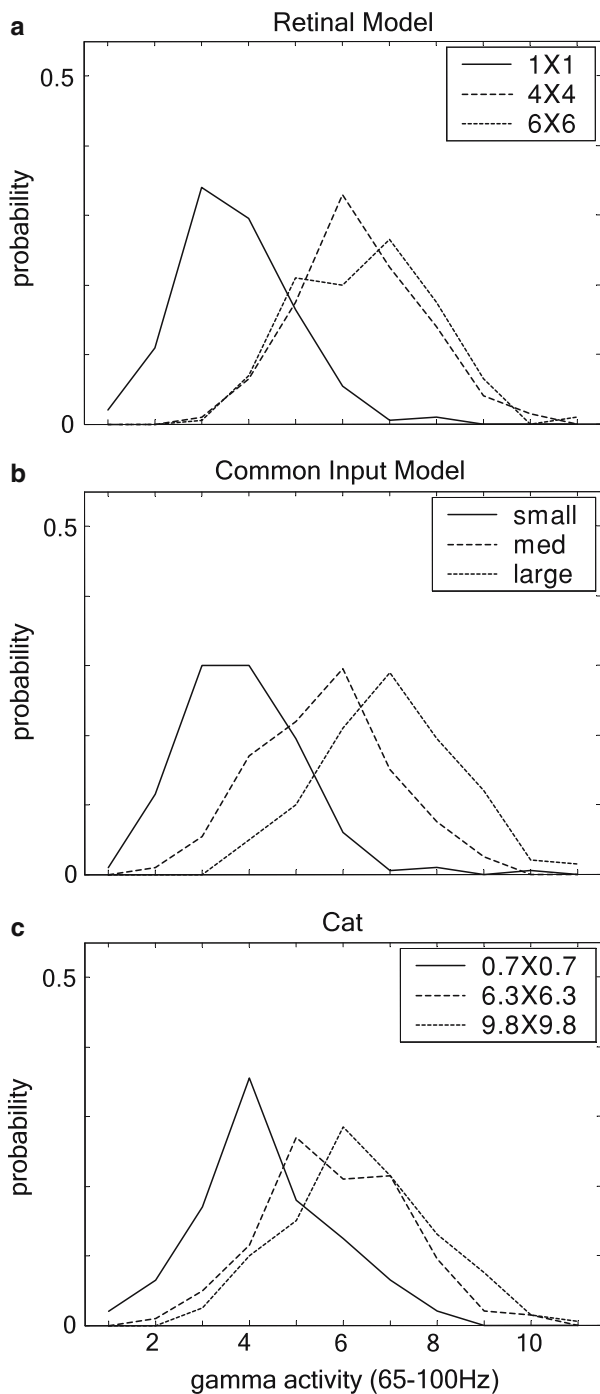 a
Retinal Model
1X1
4X4
6X6
0.5
probability
0
b
Common Input Model
small
med
large
0.5
probability
0
c
Cat
0.7X0.7
6.3X6.3
9.8X9.8
0.5
probability
0
2 4 6 8 10
gamma activity (65-100Hz)